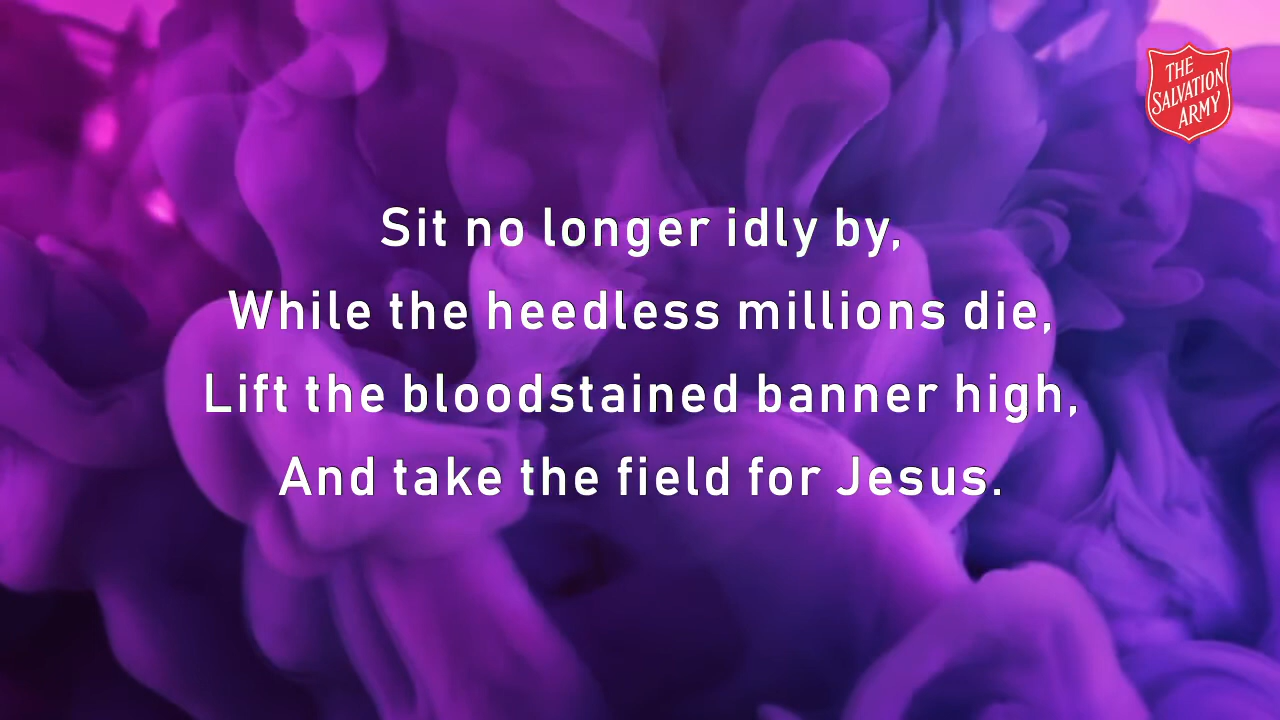 THE
SALVATION
ARMY
Sit no longer idly by,
While the heedless millions die,
Lift the bloodstained banner high,
And take the field for Jesus.